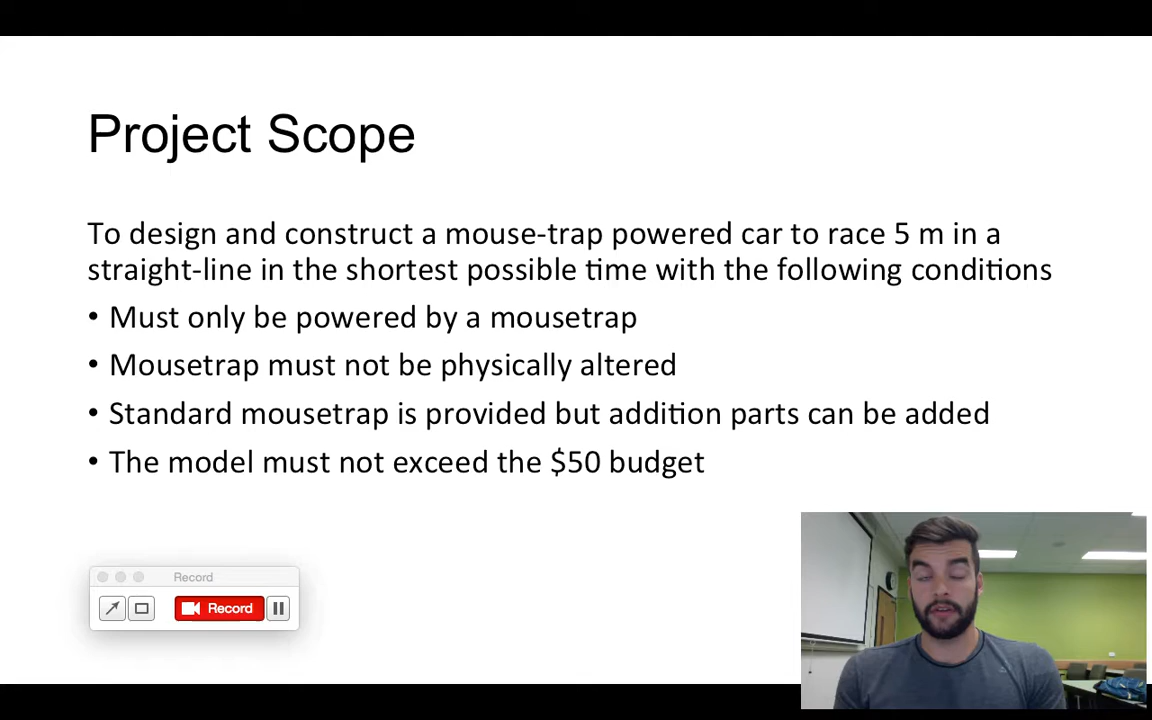 Project Scope
To design and construct a mouse-trap powered car to race 5 m in a
straight-line in the shortest possible time with the following conditions
• Must only be powered by a mousetrap
• Mousetrap must not be physically altered
• Standard mousetrap is provided but addition parts can be added
• The model must not exceed the $50 budget
Record
Record